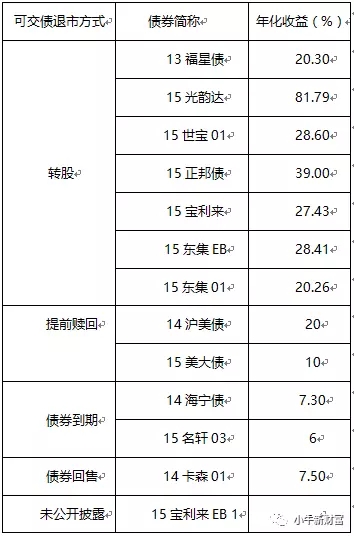 可交债退市方式 债券简称 年化收益（%）
转股 13 福星债 20.30
15 光韵达 81.79
15 世宝 01 28.60
15 正邦债 39.00
15 宝利来 27.43
15 东集 EB 28.41
15 东集 01 20.26
提前赎回 14 沪美债 20
15 美大债 10
债券到期 14 海宁债 7.30
15 名轩 03 6
债券回售 14 卡森 01 7.50
未公开披露 15 宝利来 EB 1
小牛新财富